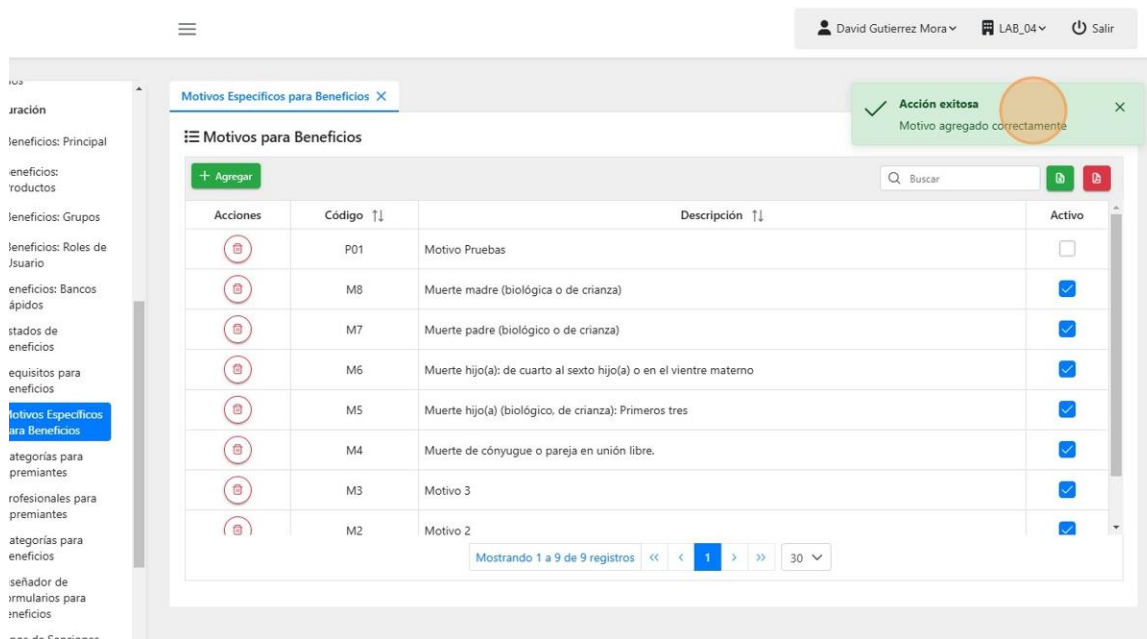 David Gutierrez Mora
LAB_04
Salir
uración
Beneficios: Principal
eneficios:
roductos
Beneficios: Grupos
Beneficios: Roles de
Usuario
eneficios: Bancos
ápidos
stados de
eneficios
equisitos para
eneficios
Motivos Específicos
ara Beneficios
ategorías para
premiantes
rofesionales para
premiantes
ategorías para
eneficios
iseñador de
ormularios para
eneficios
Motivos Específicos para Beneficios
Acción exitosa
Motivo agregado correctamente
Motivos para Beneficios
+ Agregar
Buscar
Acciones Código Descripción Activo
P01 Motivo Pruebas
M8 Muerte madre (biológica o de crianza)
M7 Muerte padre (biológico o de crianza)
M6 Muerte hijo(a): de cuarto al sexto hijo(a) o en el vientre materno
M5 Muerte hijo(a) (biológico, de crianza): Primeros tres
M4 Muerte de cónyugue o pareja en unión libre.
M3 Motivo 3
M2 Motivo 2
Mostrando 1 a 9 de 9 registros << < 1 > >> 30